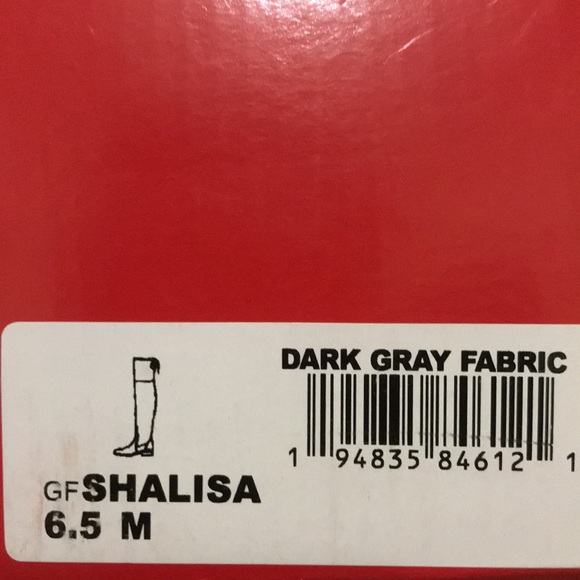 DARK GRAY FABRIC
1 94835 84612 1
GFSHALISA
6.5 M